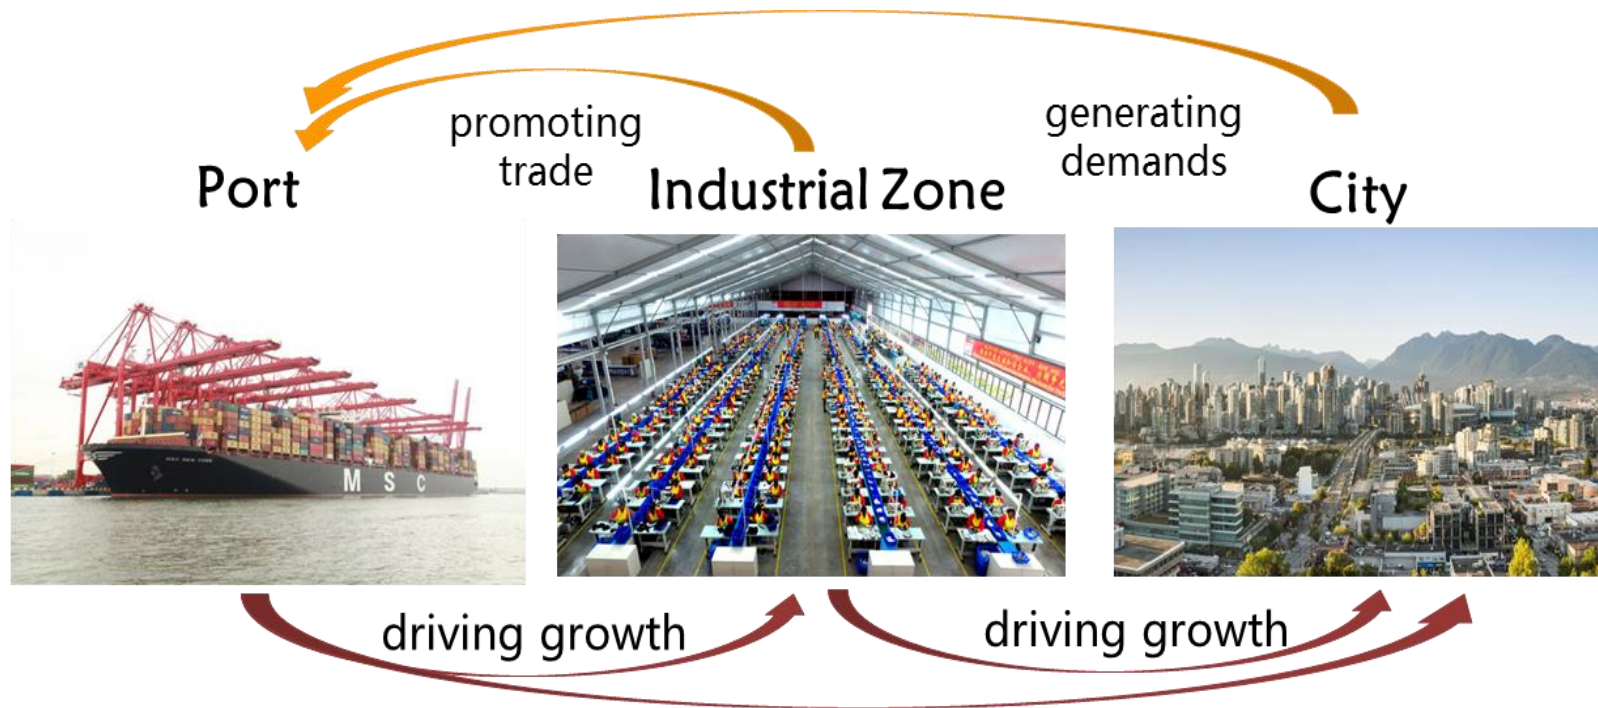 promoting
trade
generating
demands
Port
Industrial Zone
City
M S C
driving growth
driving growth